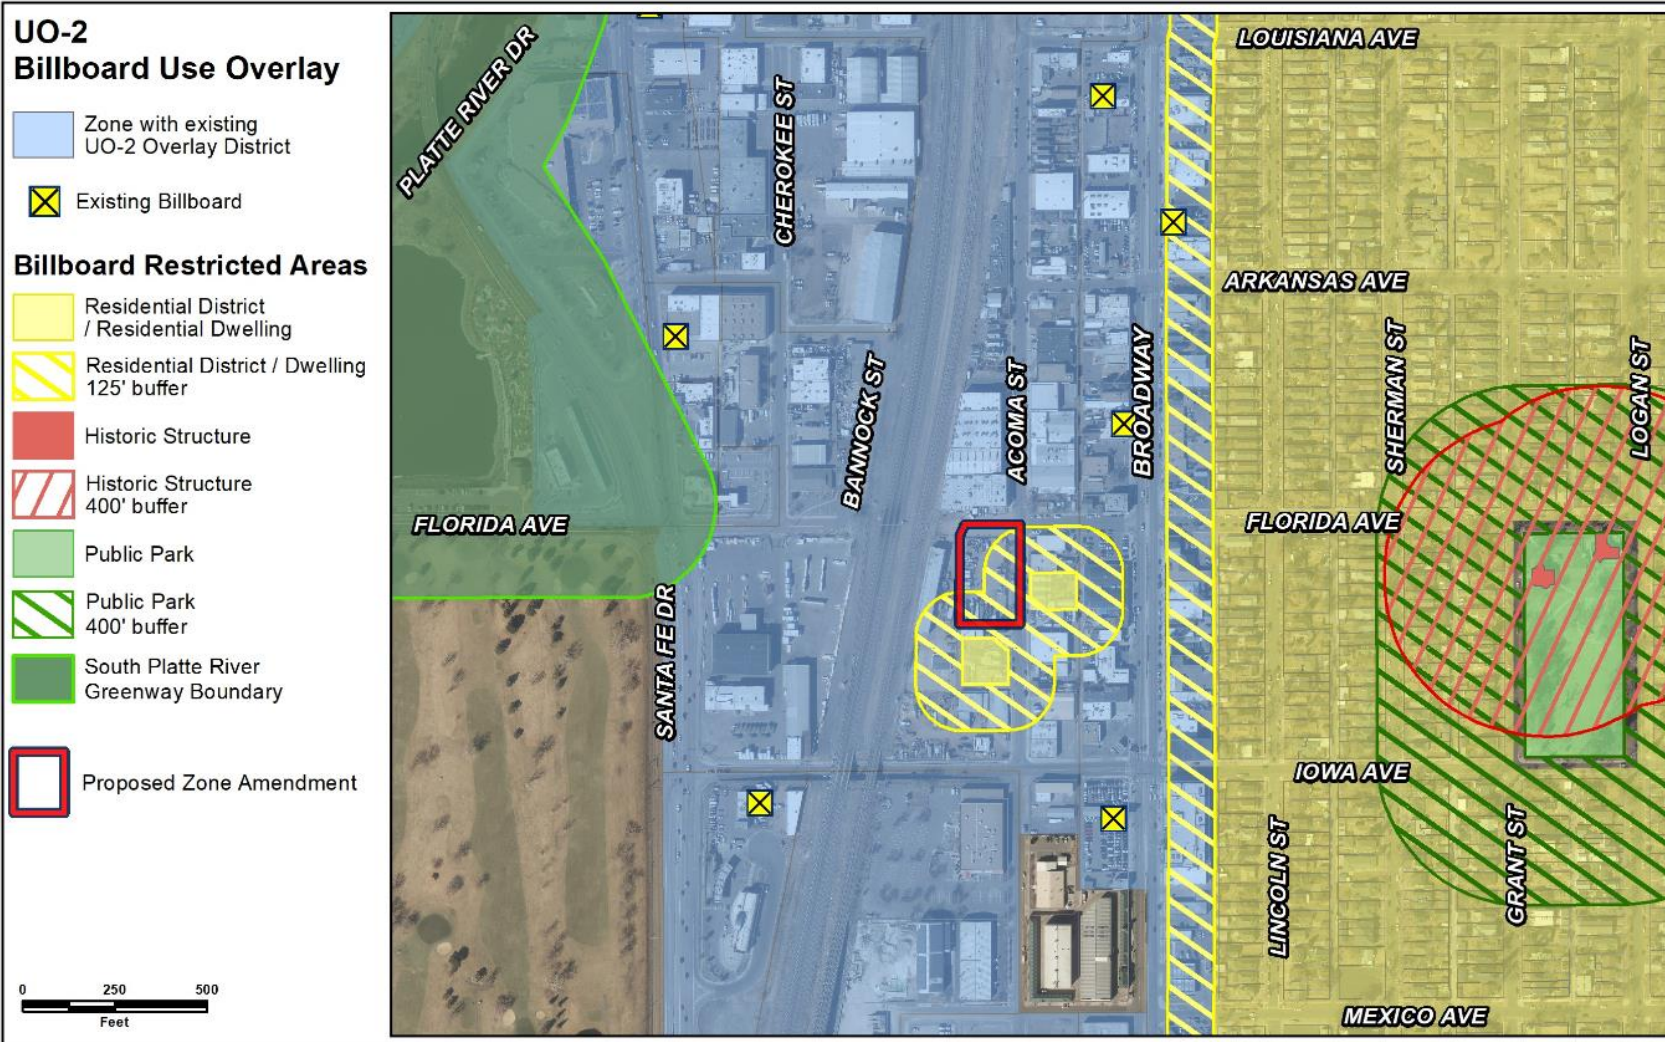 UO-2
Billboard Use Overlay
Zone with existing
UO-2 Overlay District
Existing Billboard
Billboard Restricted Areas
Residential District
/ Residential Dwelling
Residential District / Dwelling
125' buffer
Historic Structure
Historic Structure
400' buffer
Public Park
Public Park
400' buffer
South Platte River
Greenway Boundary
Proposed Zone Amendment
0 250 500
Feet
PLATTE RIVER DR
CHEROKEE ST
LOUISIANA AVE
ARKANSAS AVE
BANNOCK ST
ACOMA ST
BROADWAY
SHERMAN ST
LOGAN ST
FLORIDA AVE
FLORIDA AVE
SANTA FE DR
IOWA AVE
LINCOLN ST
GRANT ST
MEXICO AVE